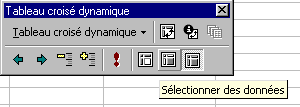 Tableau croisé dynamique
Tableau croisé dynamique
Sélectionner des données